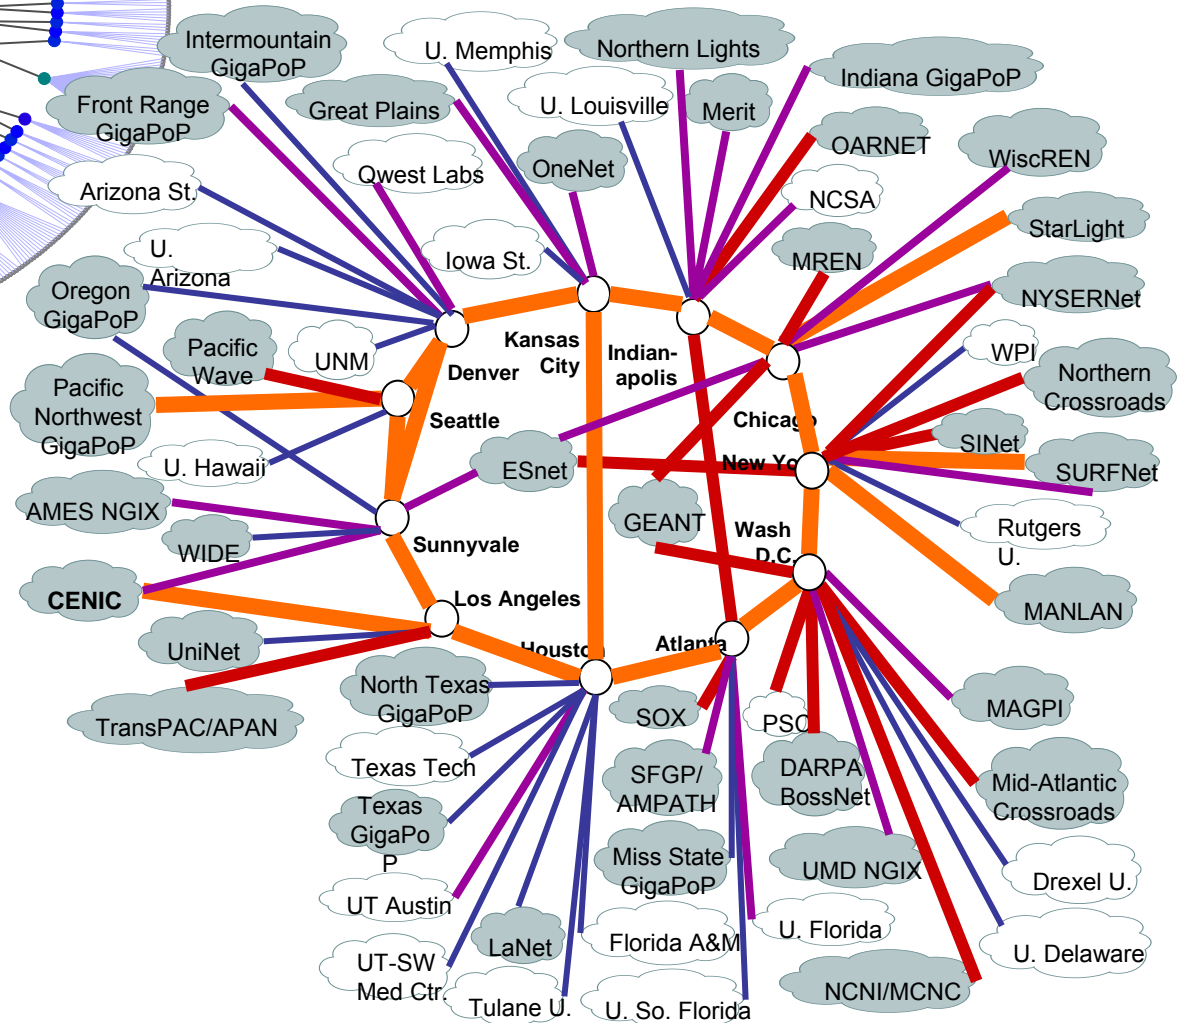 Intermountain
GigaPoP
U. Memphis
Northern Lights
Indiana GigaPoP
Front Range
GigaPoP
Great Plains
U. Louisville
Merit
OARNET
WiscREN
Qwest Labs
OneNet
Arizona St.
NCSA
StarLight
U.
Arizona
Iowa St.
MREN
Oregon
GigaPoP
NYSERNet
Pacific
Wave
UNM
Kansas
City
Indian-
apolis
WPI
Denver
Northern
Crossroads
Pacific
Northwest
GigaPoP
Seattle
Chicago
SINet
U. Hawaii
ESnet
New Yo
SURFNet
AMES NGIX
GEANT
Wash
D.C.
Rutgers
U.
WIDE
Sunnyvale
CENIC
Los Angeles
MANLAN
UniNet
Houston
Atlanta
North Texas
GigaPoP
SOX
PSC
MAGPI
TransPAC/APAN
Texas Tech
SFGP/
AMPATH
DARPA
BossNet
Mid-Atlantic
Crossroads
Texas
GigaPo
P
Miss State
GigaPoP
UMD NGIX
Drexel U.
UT Austin
LaNet
Florida A&M
U. Florida
U. Delaware
UT-SW
Med Ctr.
Tulane U.
U. So. Florida
NCNI/MCNC